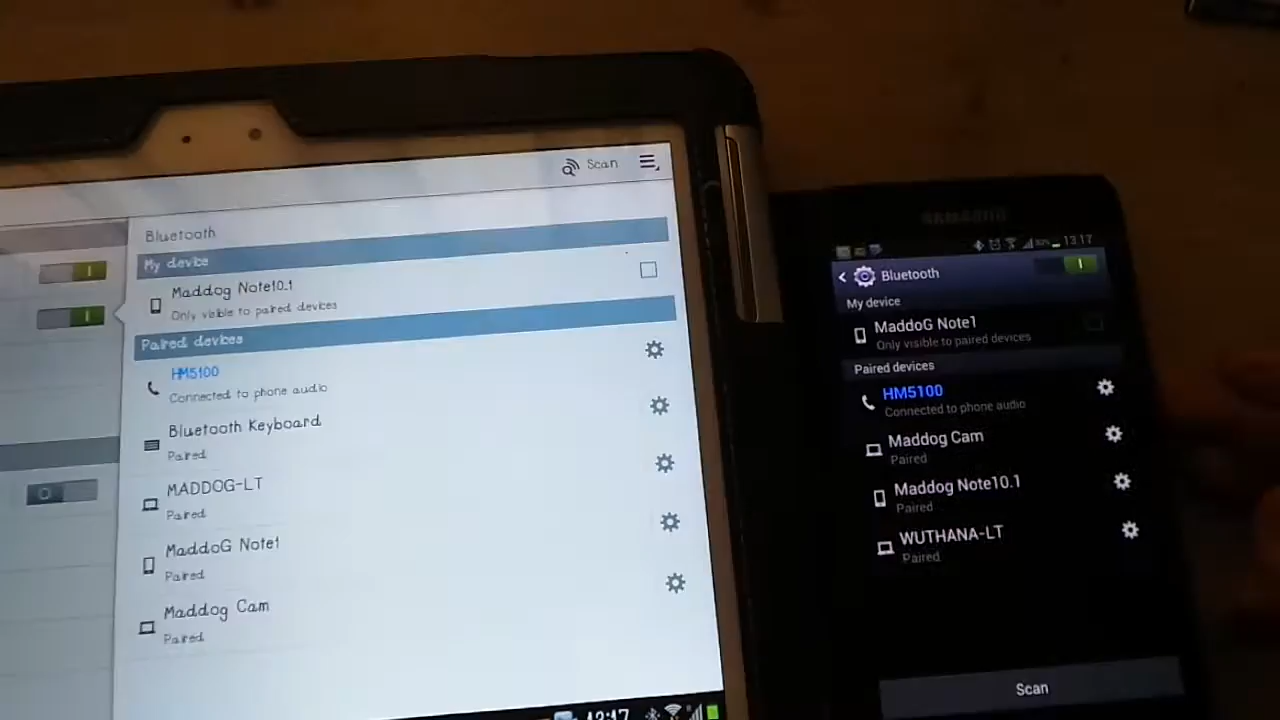 Scan
Bluetooth
My device
Maddog Note10.1
Only visible to paired devices
Paired devices
HM5100
Connected to phone audio
Bluetooth Keyboard
Paired
MADDOG-LT
Paired
MaddoG Note1
Paired
Maddog Cam
Paired
SAMSUNG
13:17
Bluetooth
My device
MaddoG Note1
Only visible to paired devices
Paired devices
HM5100
Connected to phone audio
Maddog Cam
Paired
Maddog Note10.1
Paired
WUTHANA-LT
Paired
Scan